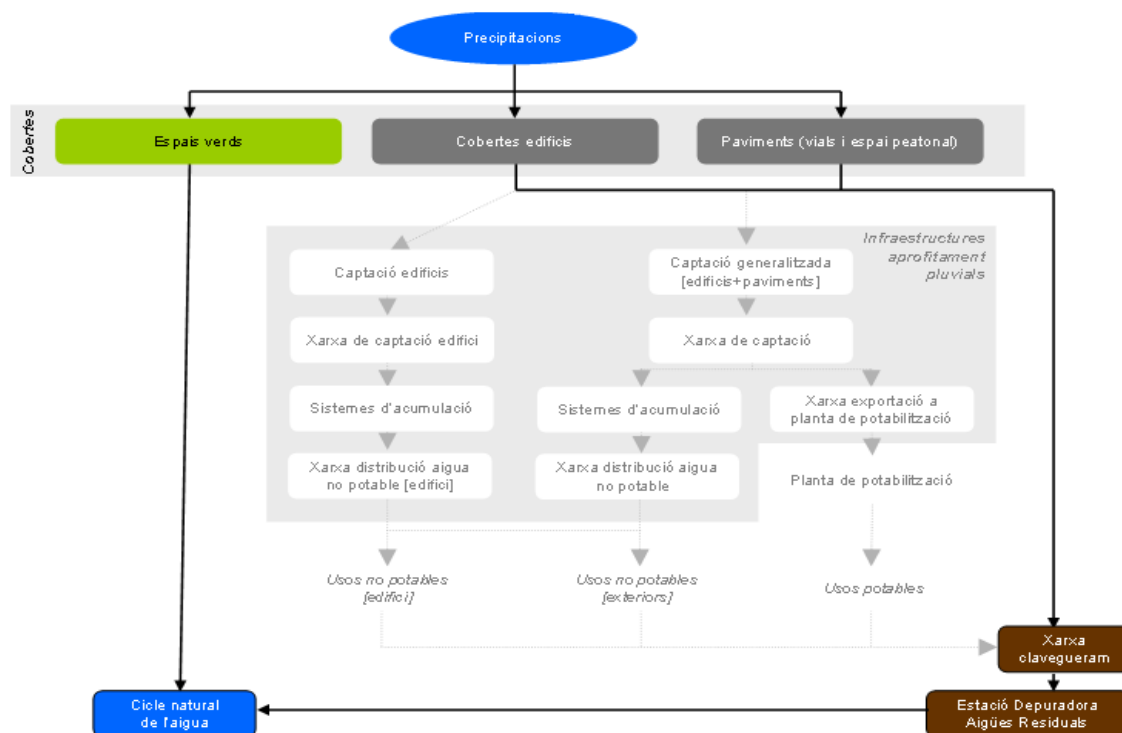 Precipitacions
Cobertes
Espais verds
Cobertes edificis
Paviments (vials i espai peatonal)
Infraestructures
aprofitament
pluvials
Captació edificis
Captació generalitzada
[edificis+paviments]
Xarxa de captació edifici
Xarxa de captació
Sistemes d'acumulació
Sistemes d'acumulació
Xarxa exportació a
planta de potabilització
Xarxa distribució aigua
no potable [edifici]
Xarxa distribució aigua
no potable
Planta de potabilització
Usos no potables
[edifici]
Usos no potables
[exteriors]
Usos potables
Xarxa
clavegueram
Cicle natural
de l'aigua
Estació Depuradora
Aigües Residuals